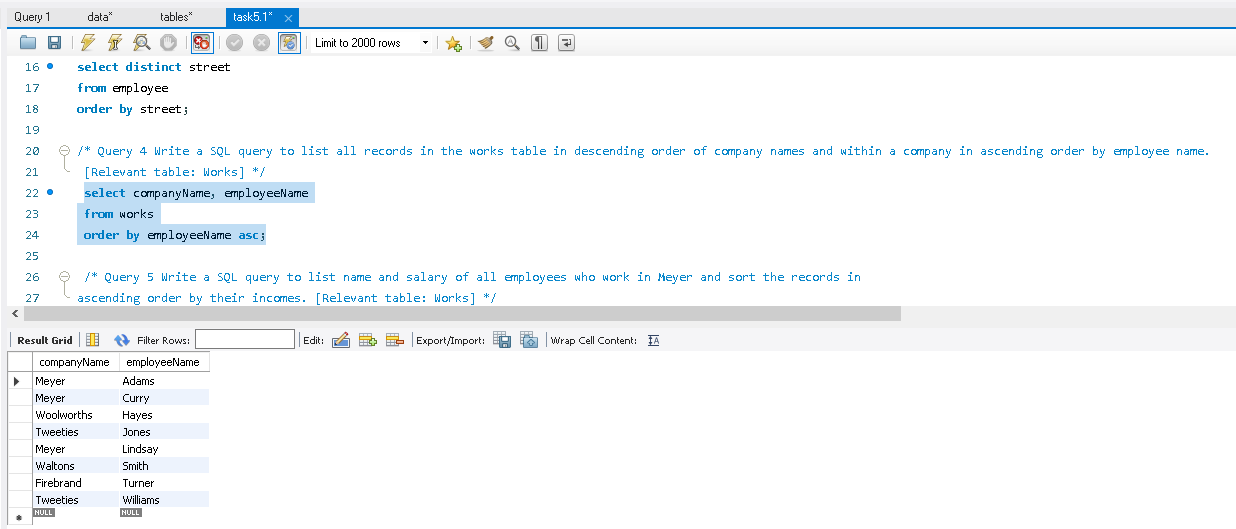 Query 1 data* tables* task5.1* ×
Limit to 2000 rows
16 select distinct street
17 from employee
18 order by street;
19
20 /* Query 4 Write a SQL query to list all records in the works table in descending order of company names and within a company in ascending order by employee name.
21 [Relevant table: Works] */
22 select companyName, employeeName
23 from works
24 order by employeeName asc;
25
26 /* Query 5 Write a SQL query to list name and salary of all employees who work in Meyer and sort the records in
27 ascending order by their incomes. [Relevant table: Works] */
Result Grid Filter Rows: Edit: Export/Import: Wrap Cell Content: IA
companyName employeeName
Meyer Adams
Meyer Curry
Woolworths Hayes
Tweeties Jones
Meyer Lindsay
Waltons Smith
Firebrand Turner
Tweeties Williams
NULL NULL